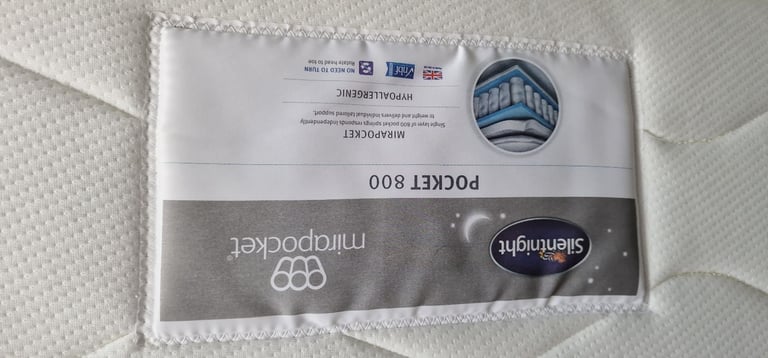 Silentnight
mirapocket®
POCKET 800
MIRAPOCKET
Single layer of 800 pocket springs responds independently
to weight and delivers individual tailored support.
HYPOALLERGENIC
nbf
NO NEED TO TURN
Rotate head to toe